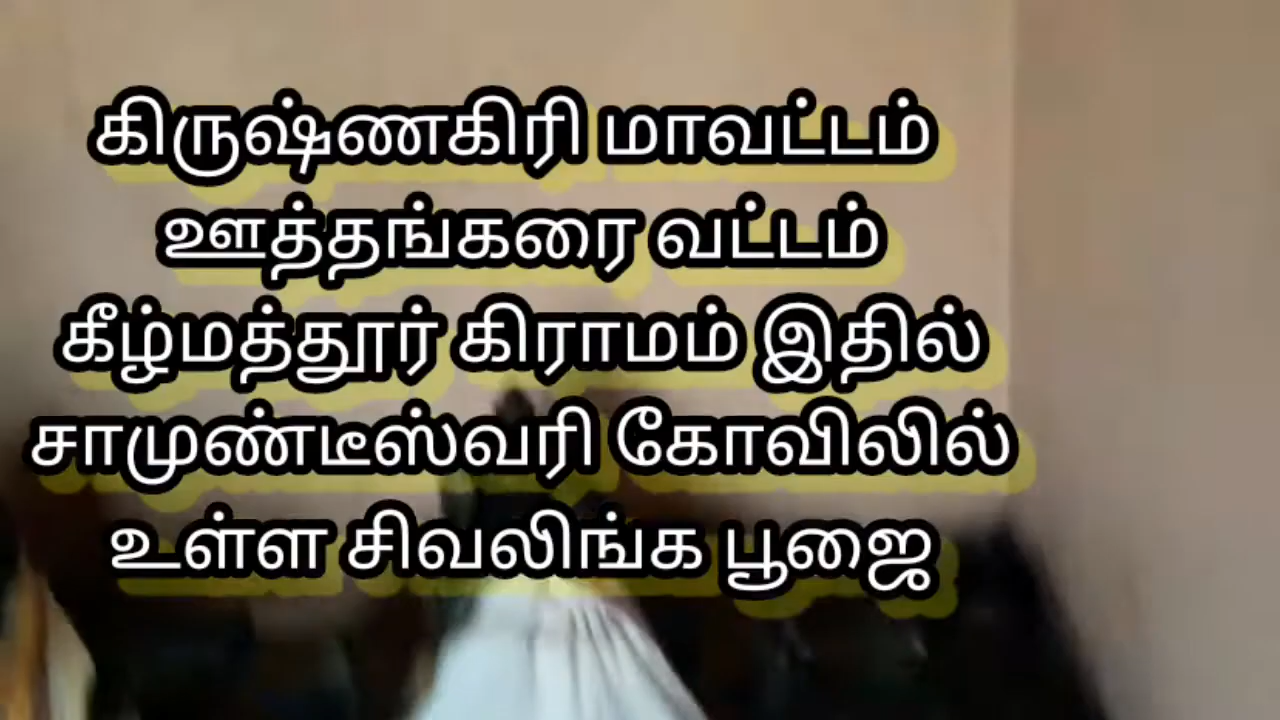 கிருஷ்ணகிரி மாவட்டம்
ஊத்தங்கரை வட்டம்
கீழ்மத்தூர் கிராமம் இதில்
சாமுண்டீஸ்வரி கோவிலில்
உள்ள சிவலிங்க பூஜை